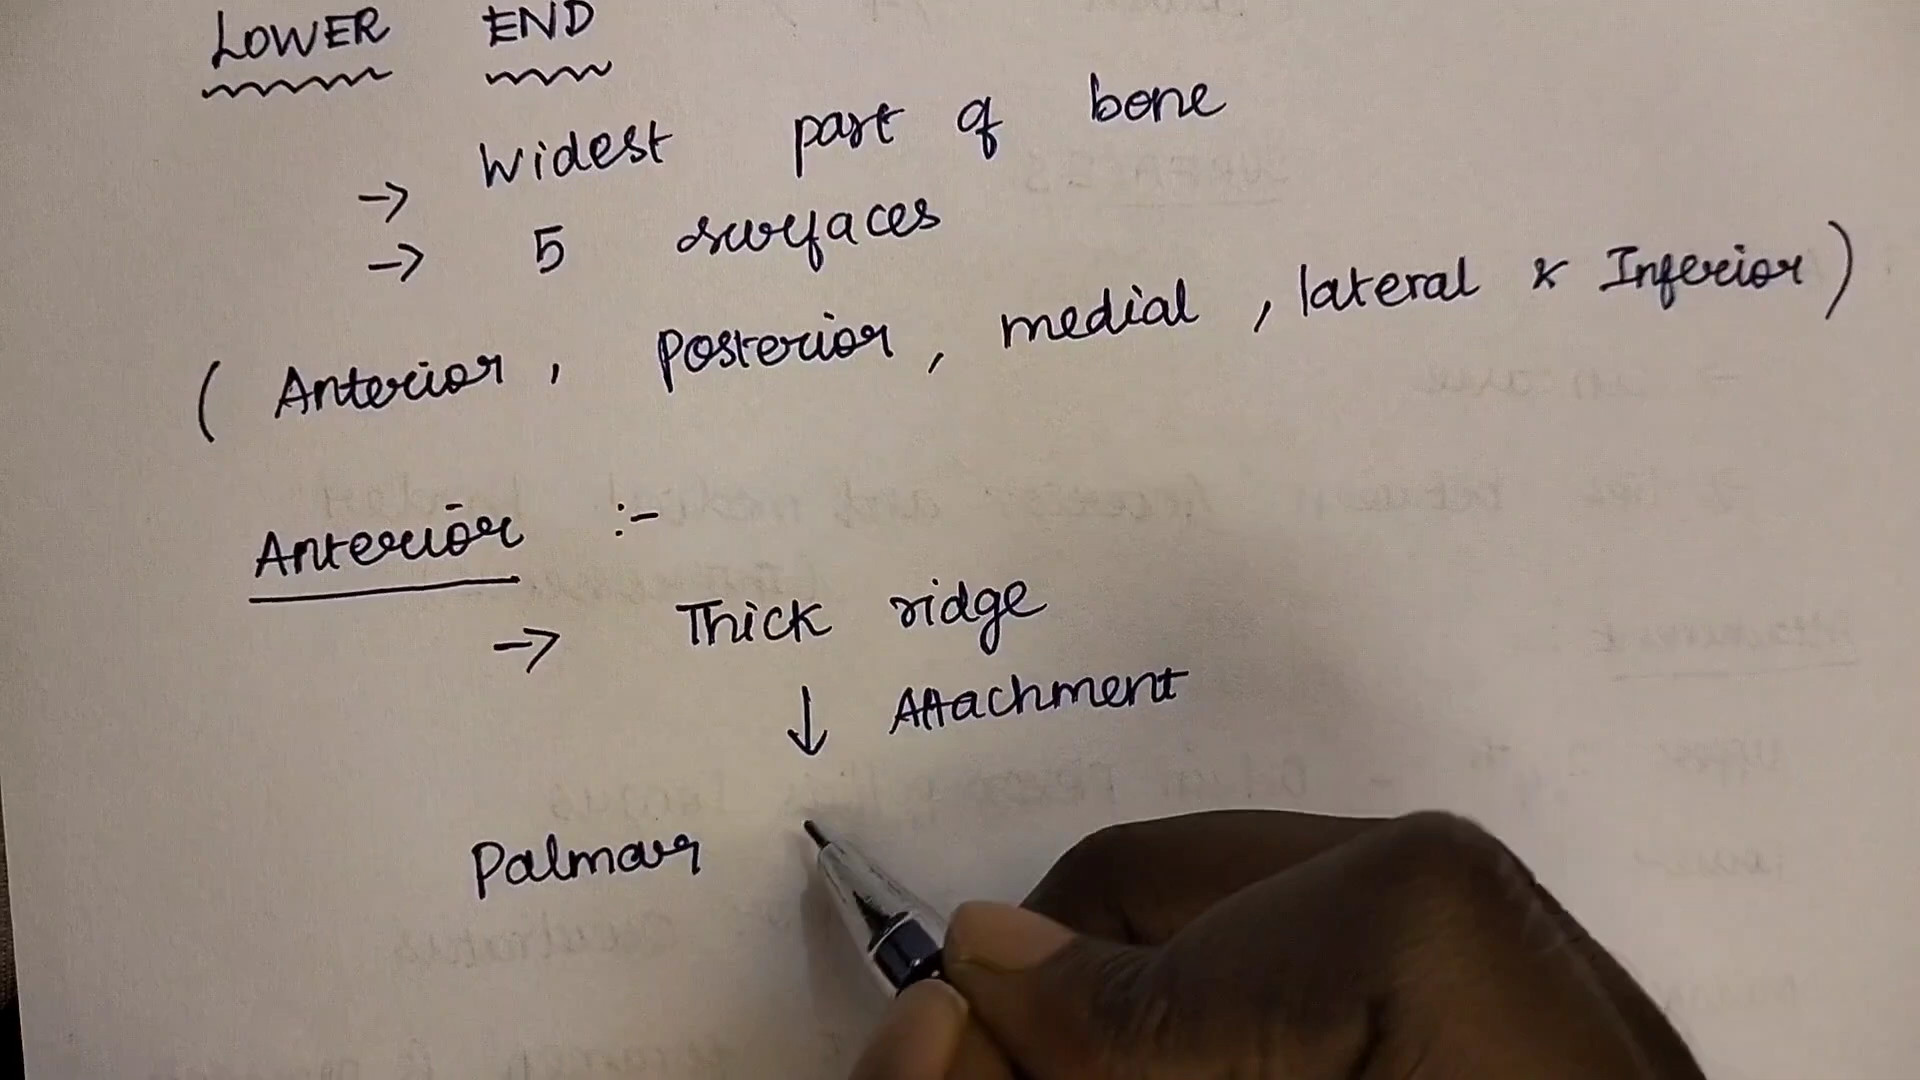 LOWER END
→ Widest part of bone
→ 5 surfaces
( Anterior, Posterior, medial, lateral & Inferior )
Anterior :-
→ Thick ridge
↓ Attachment
Palmar